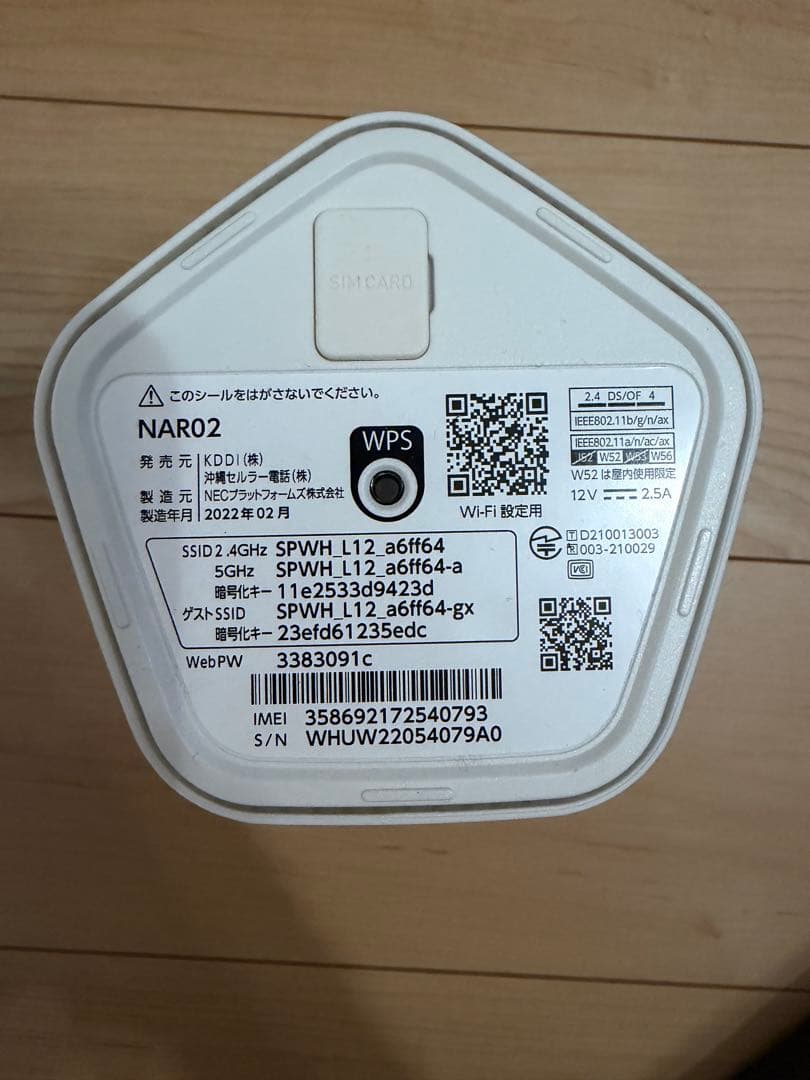 SIM CARD
⚠ このシールをはがさないでください。
NAR02
発売元 KDDI(株)
沖縄セルラー電話(株)
製造元 NECプラットフォームズ株式会社
製造年月 2022年02月
WPS
Wi-Fi 設定用
2.4 DS/OF 4
IEEE802.11b/g/n/ax
IEEE802.11a/n/ac/ax
J52 W52 W53 W56
W52 は屋内使用限定
12V 2.5A
T D210013003
R 003-210029
VCCI
SSID 2.4GHz SPWH_L12_a6ff64
5GHz SPWH_L12_a6ff64-a
暗号化キー 11e2533d9423d
ゲストSSID SPWH_L12_a6ff64-gx
暗号化キー 23efd61235edc
WebPW 3383091c
IMEI 358692172540793
S/N WHUW22054079A0